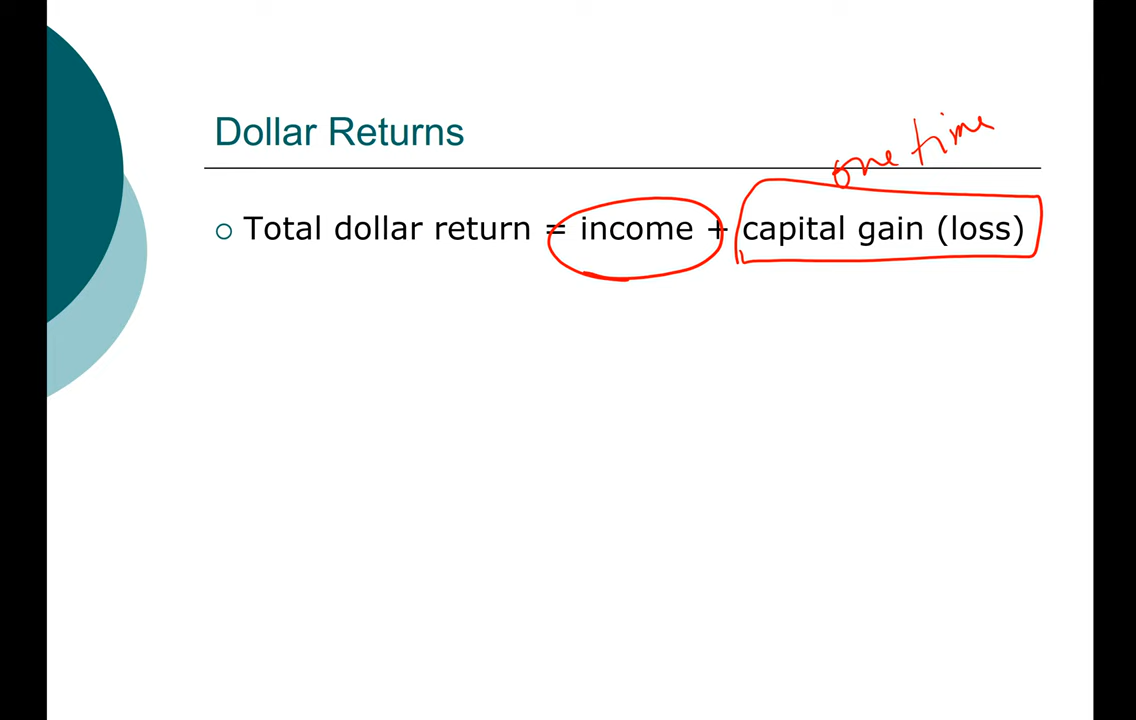 Dollar Returns
one time
Total dollar return = income + capital gain (loss)